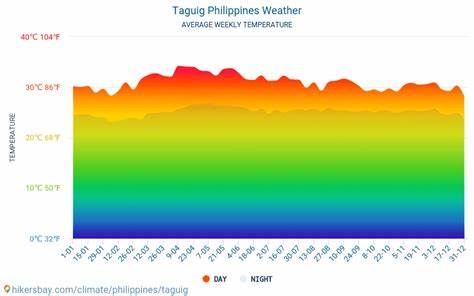 Taguig Philippines Weather
AVERAGE WEEKLY TEMPERATURE
40°C 104°F
30°C 86°F
20°C 68°F
10°C 50°F
0°C 32°F
TEMPERATURE
1-01
15-01
29-01
12-02
26-02
12-03
26-03
9-04
23-04
7-05
21-05
4-06
18-06
2-07
16-07
30-07
13-08
27-08
10-09
24-09
8-10
22-10
5-11
19-11
3-12
17-12
31-12
DAY
NIGHT
hikersbay.com/climate/philippines/taguig